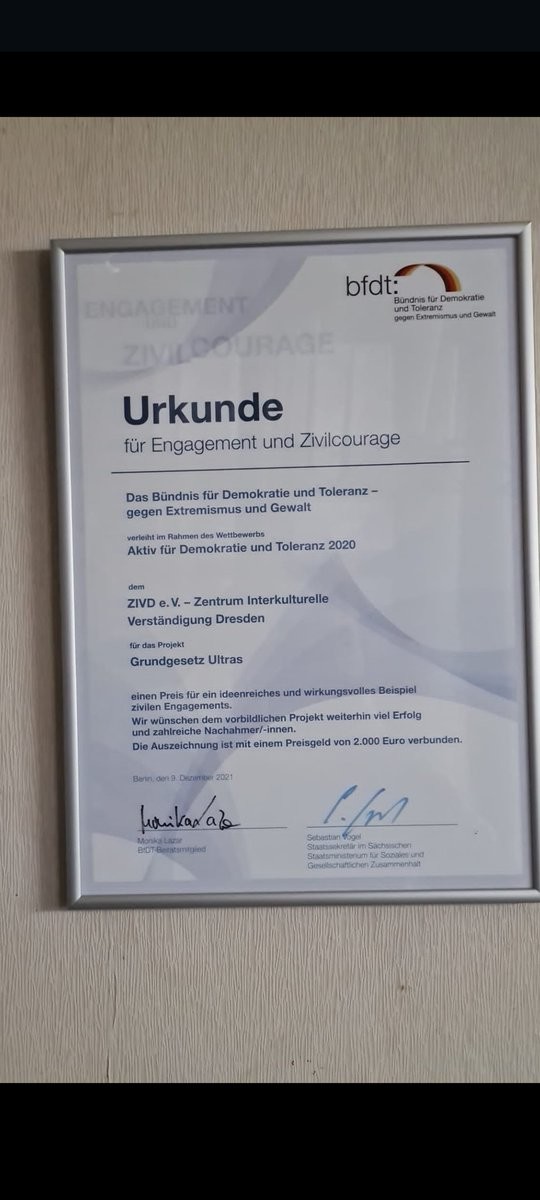 ENGAGEMENT
UND
ZIVILCOURAGE
bfdt:
Bündnis für Demokratie
und Toleranz
gegen Extremismus und Gewalt
Urkunde
für Engagement und Zivilcourage
Das Bündnis für Demokratie und Toleranz –
gegen Extremismus und Gewalt
verleiht im Rahmen des Wettbewerbs
Aktiv für Demokratie und Toleranz 2020
dem
ZIVD e.V. – Zentrum Interkulturelle
Verständigung Dresden
für das Projekt
Grundgesetz Ultras
einen Preis für ein ideenreiches und wirkungsvolles Beispiel
zivilen Engagements.
Wir wünschen dem vorbildlichen Projekt weiterhin viel Erfolg
und zahlreiche Nachahmer/-innen.
Die Auszeichnung ist mit einem Preisgeld von 2.000 Euro verbunden.
Berlin, den 9. Dezember 2021
Monika Lazar
BfDT-Beiratsmitglied
Sebastian Vogel
Staatssekretär im Sächsischen
Staatsministerium für Soziales und
Gesellschaftlichen Zusammenhalt